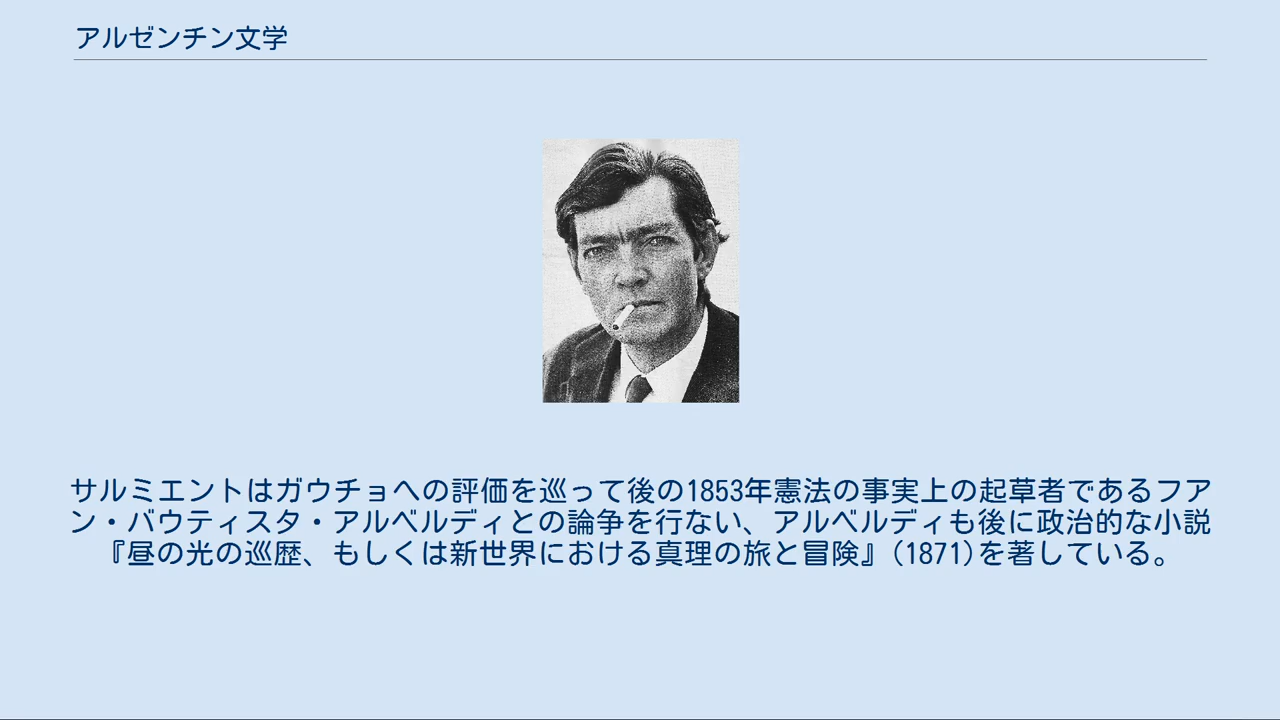 アルゼンチン文学
サルミエントはガウチョへの評価を巡って後の1853年憲法の事実上の起草者であるフア
ン・バウティスタ・アルベルディとの論争を行ない、アルベルディも後に政治的な小説
『昼の光の巡歴、もしくは新世界における真理の旅と冒険』(1871)を著している。